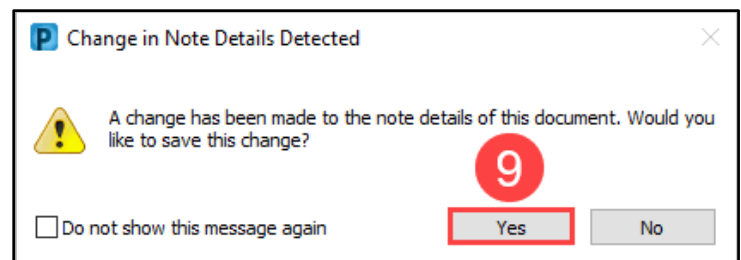 P Change in Note Details Detected
A change has been made to the note details of this document. Would you
like to save this change?
9
Do not show this message again
Yes
No